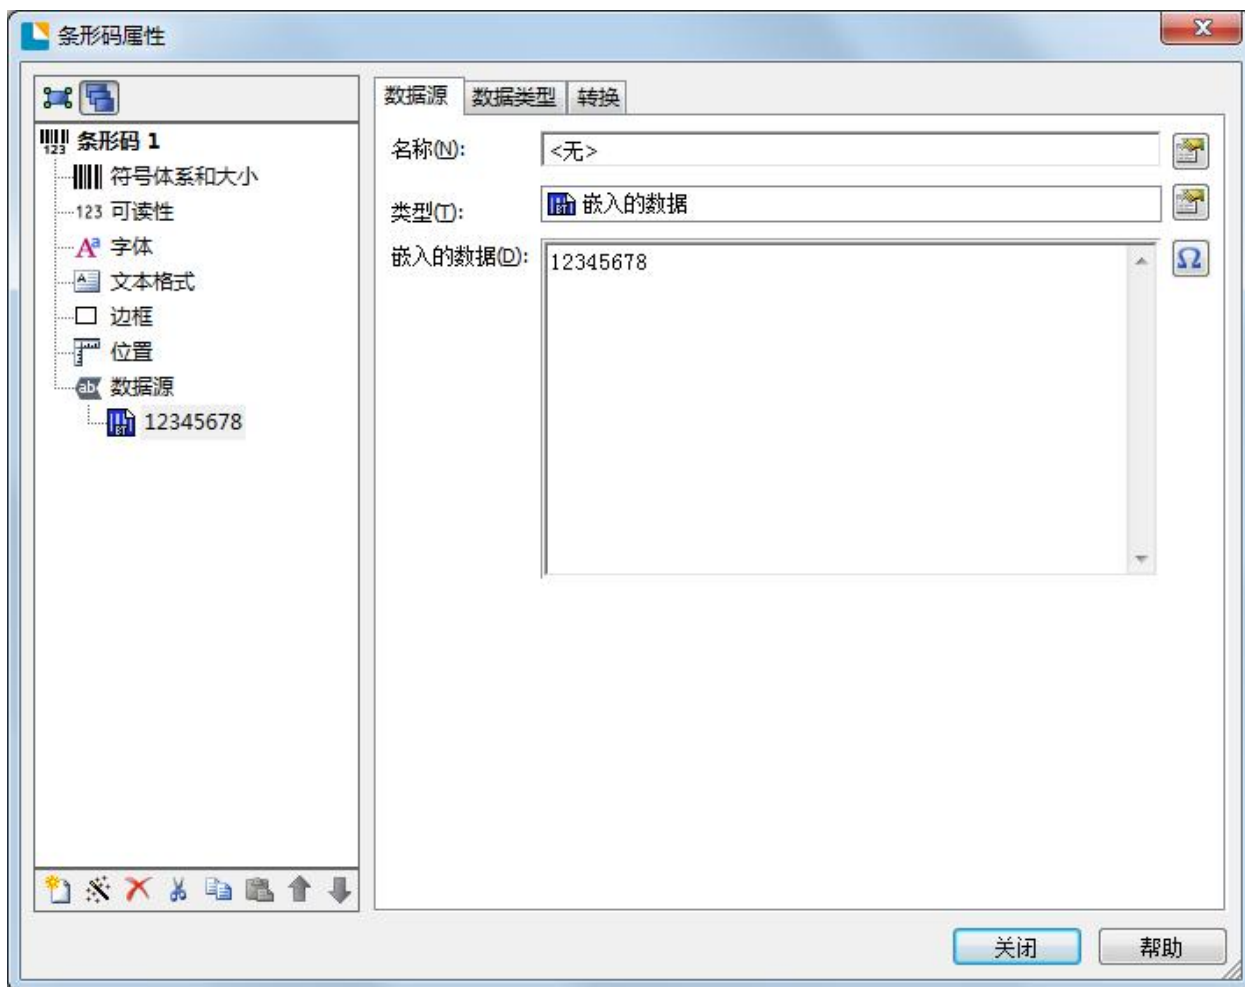 条形码属性
条形码 1
符号体系和大小
123 可读性
字体
文本格式
边框
位置
数据源
12345678
数据源 数据类型 转换
名称(N): <无>
类型(T): 嵌入的数据
嵌入的数据(D): 12345678
关闭 帮助